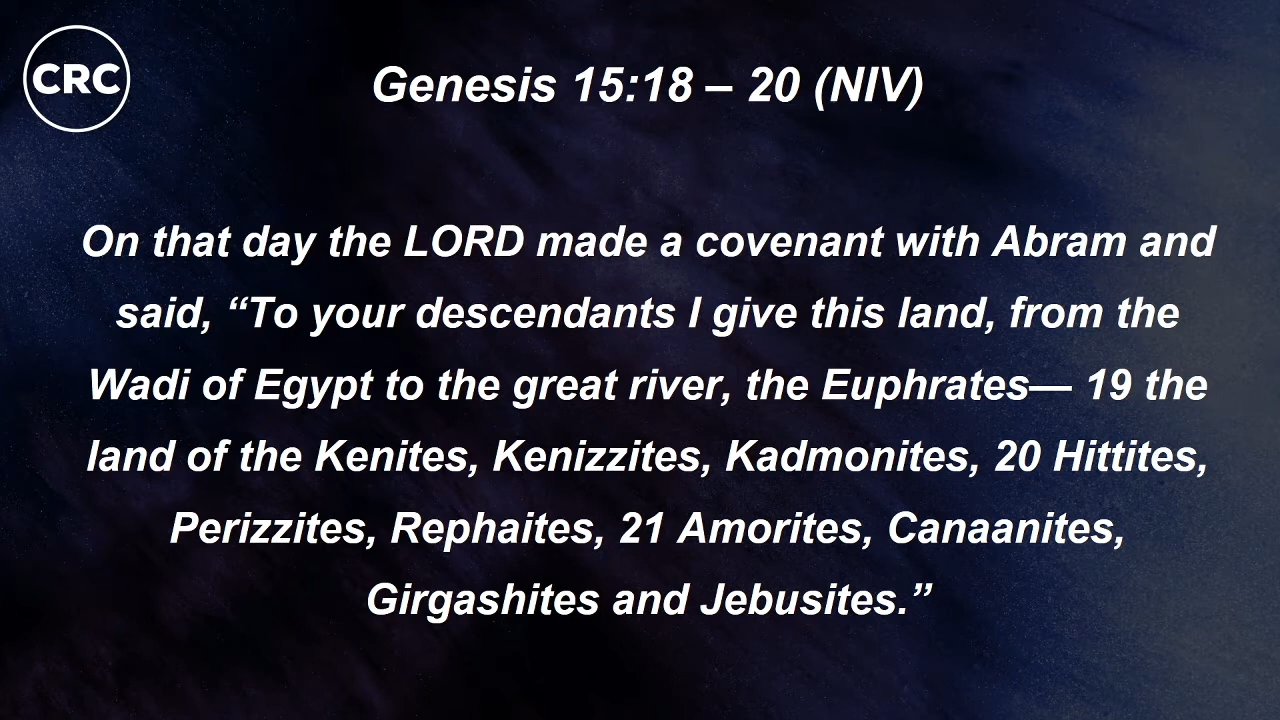 CRC
Genesis 15:18 – 20 (NIV)
On that day the LORD made a covenant with Abram and
said, “To your descendants I give this land, from the
Wadi of Egypt to the great river, the Euphrates— 19 the
land of the Kenites, Kenizzites, Kadmonites, 20 Hittites,
Perizzites, Rephaites, 21 Amorites, Canaanites,
Girgashites and Jebusites.”